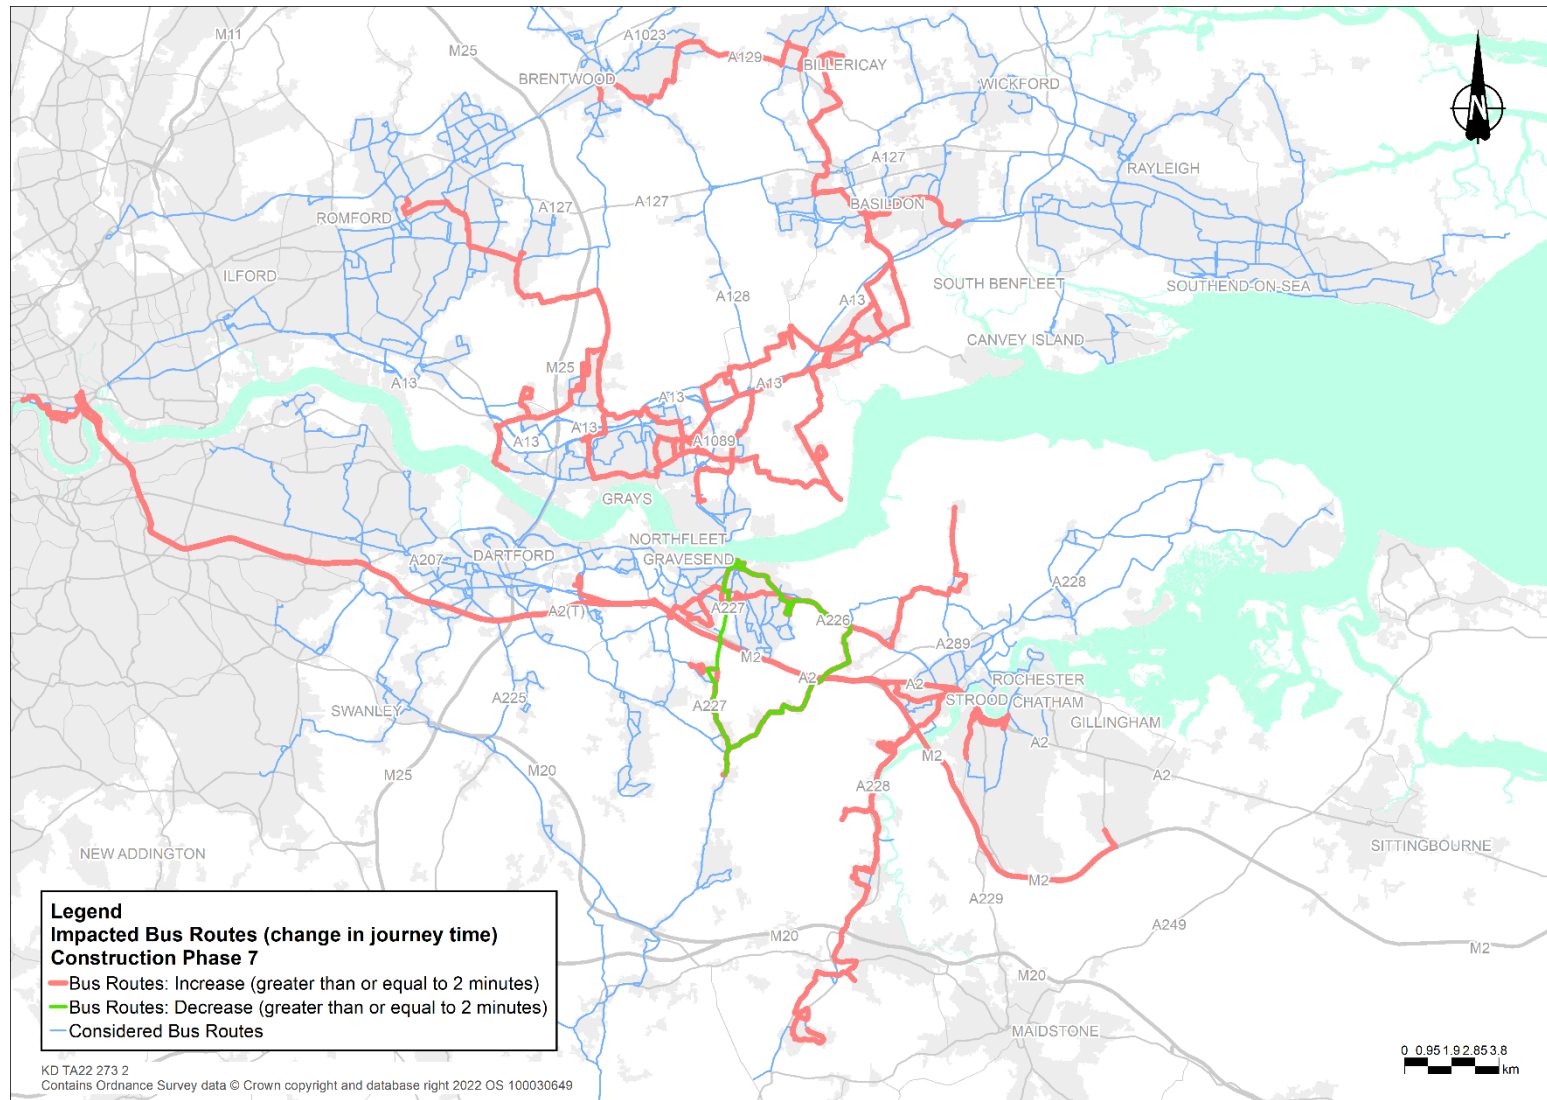 M11
A1023
M25
A129
BRENTWOOD
BILLERICAY
WICKFORD
N
A127
RAYLEIGH
ROMFORD
A127
A127
BASILDON
ILFORD
A128
A13
SOUTH BENFLEET
SOUTHEND-ON-SEA
CANVEY ISLAND
M25
A13
A13
A13
A13
A13
A1089
GRAYS
NORTHFLEET
DARTFORD
GRAVESEND
A207
A228
A2(T)
A227
A226
A289
M2
A2
A2
ROCHESTER
STROOD
CHATHAM
A225
A227
SWANLEY
GILLINGHAM
A2
M2
M25
M20
A2
A228
NEW ADDINGTON
SITTINGBOURNE
M2
A229
A249
M20
M2
M20
MAIDSTONE
Legend
Impacted Bus Routes (change in journey time)
Construction Phase 7
Bus Routes: Increase (greater than or equal to 2 minutes)
Bus Routes: Decrease (greater than or equal to 2 minutes)
Considered Bus Routes
0 0.95 1.9 2.85 3.8
km
KD TA22 273 2
Contains Ordnance Survey data © Crown copyright and database right 2022 OS 100030649